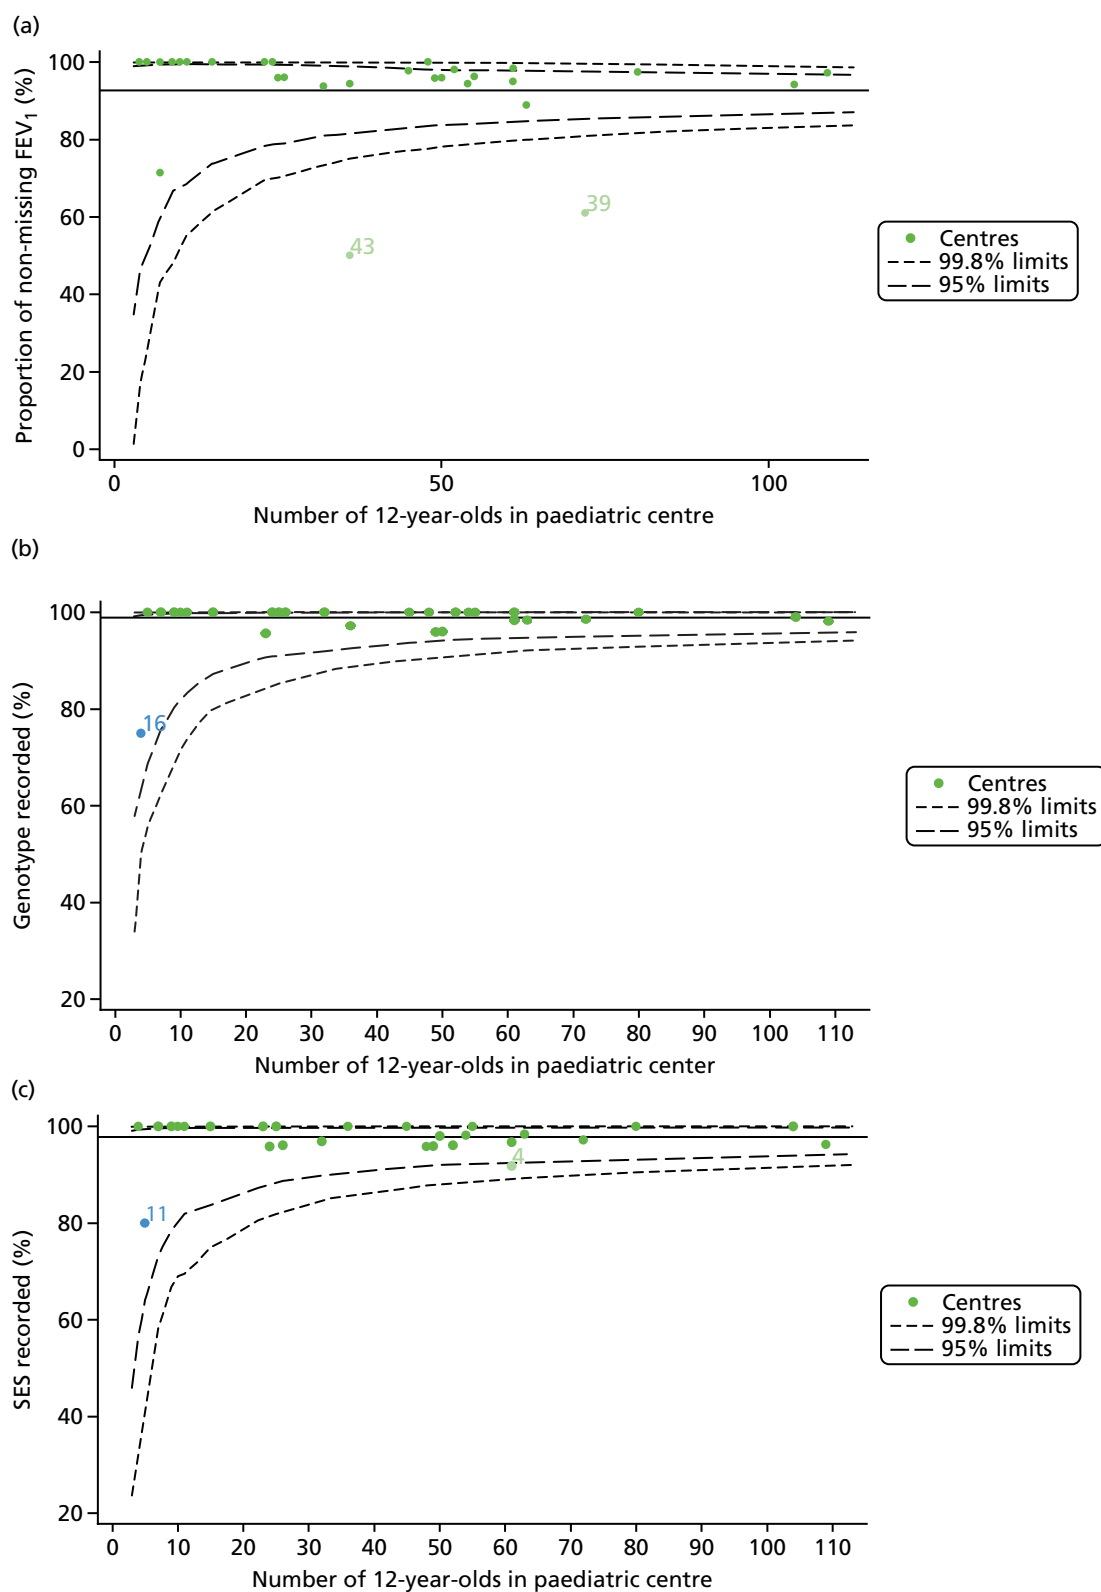 (a)
Proportion of non-missing FEV₁ (%)
100
80
60
40
20
0
43
39
0
50
100
Number of 12-year-olds in paediatric centre
Centres
99.8% limits
95% limits
(b)
Genotype recorded (%)
100
80
60
40
20
16
0 10 20 30 40 50 60 70 80 90 100 110
Number of 12-year-olds in paediatric center
Centres
99.8% limits
95% limits
(c)
SES recorded (%)
100
80
60
40
20
11
4
0 10 20 30 40 50 60 70 80 90 100 110
Number of 12-year-olds in paediatric centre
Centres
99.8% limits
95% limits